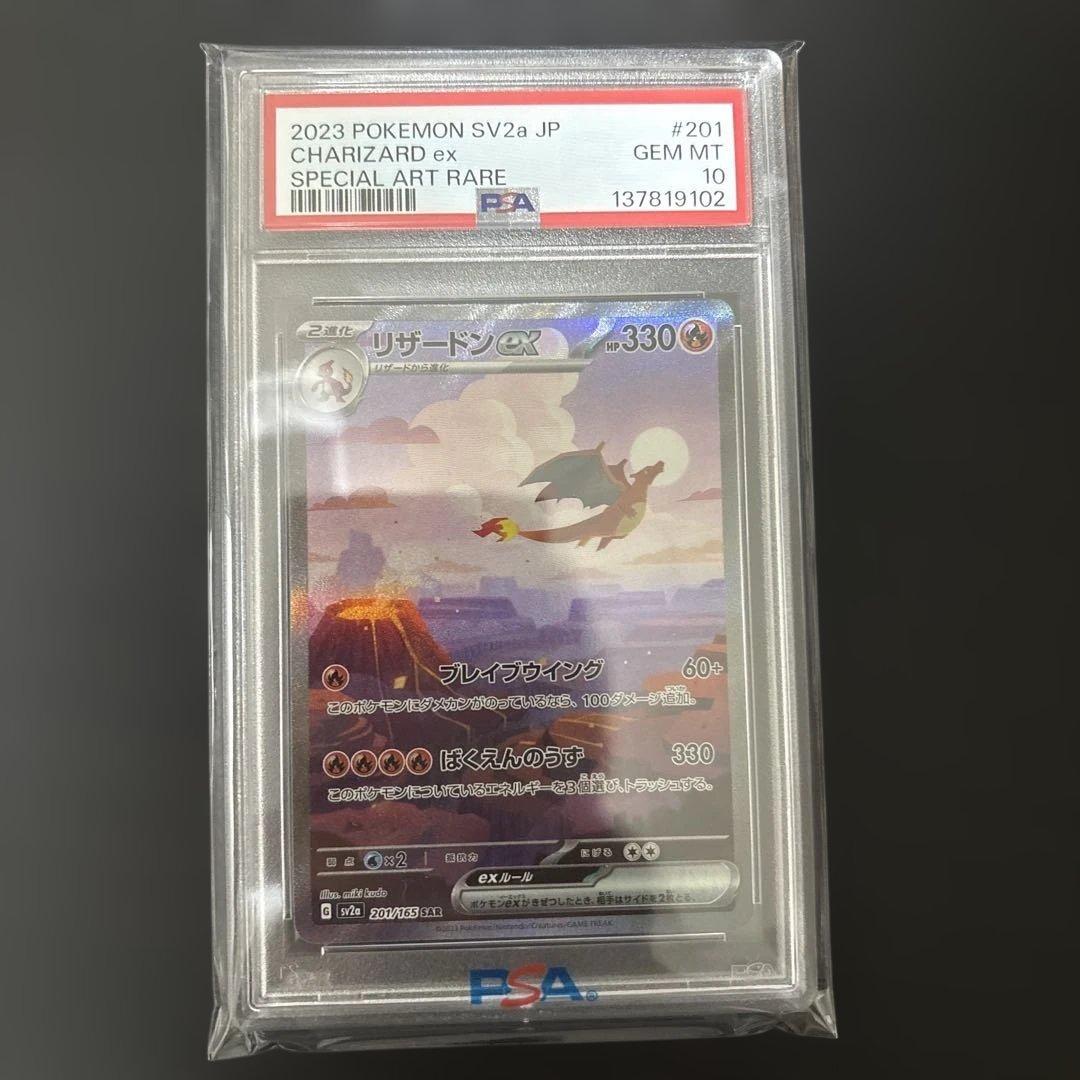 2023 POKEMON SV2a JP #201
CHARIZARD ex GEM MT
SPECIAL ART RARE 10
PSA 137819102
2進化 リザードンex HP330
リザードから進化
ブレイブウイング 60+
このポケモンにダメカンがのっているなら、100ダメージ追加。
ばくえんのうず 330
このポケモンについているエネルギーを3個選び、トラッシュする。
弱点 ×2 抵抗力 にげる
exルール
ポケモンexがきぜつしたとき、相手はサイドを2枚とる。
Illus. miki kudo
G sv2a 201/165 SAR
©2023 Pokémon/Nintendo/Creatures/GAME FREAK.
PSA®